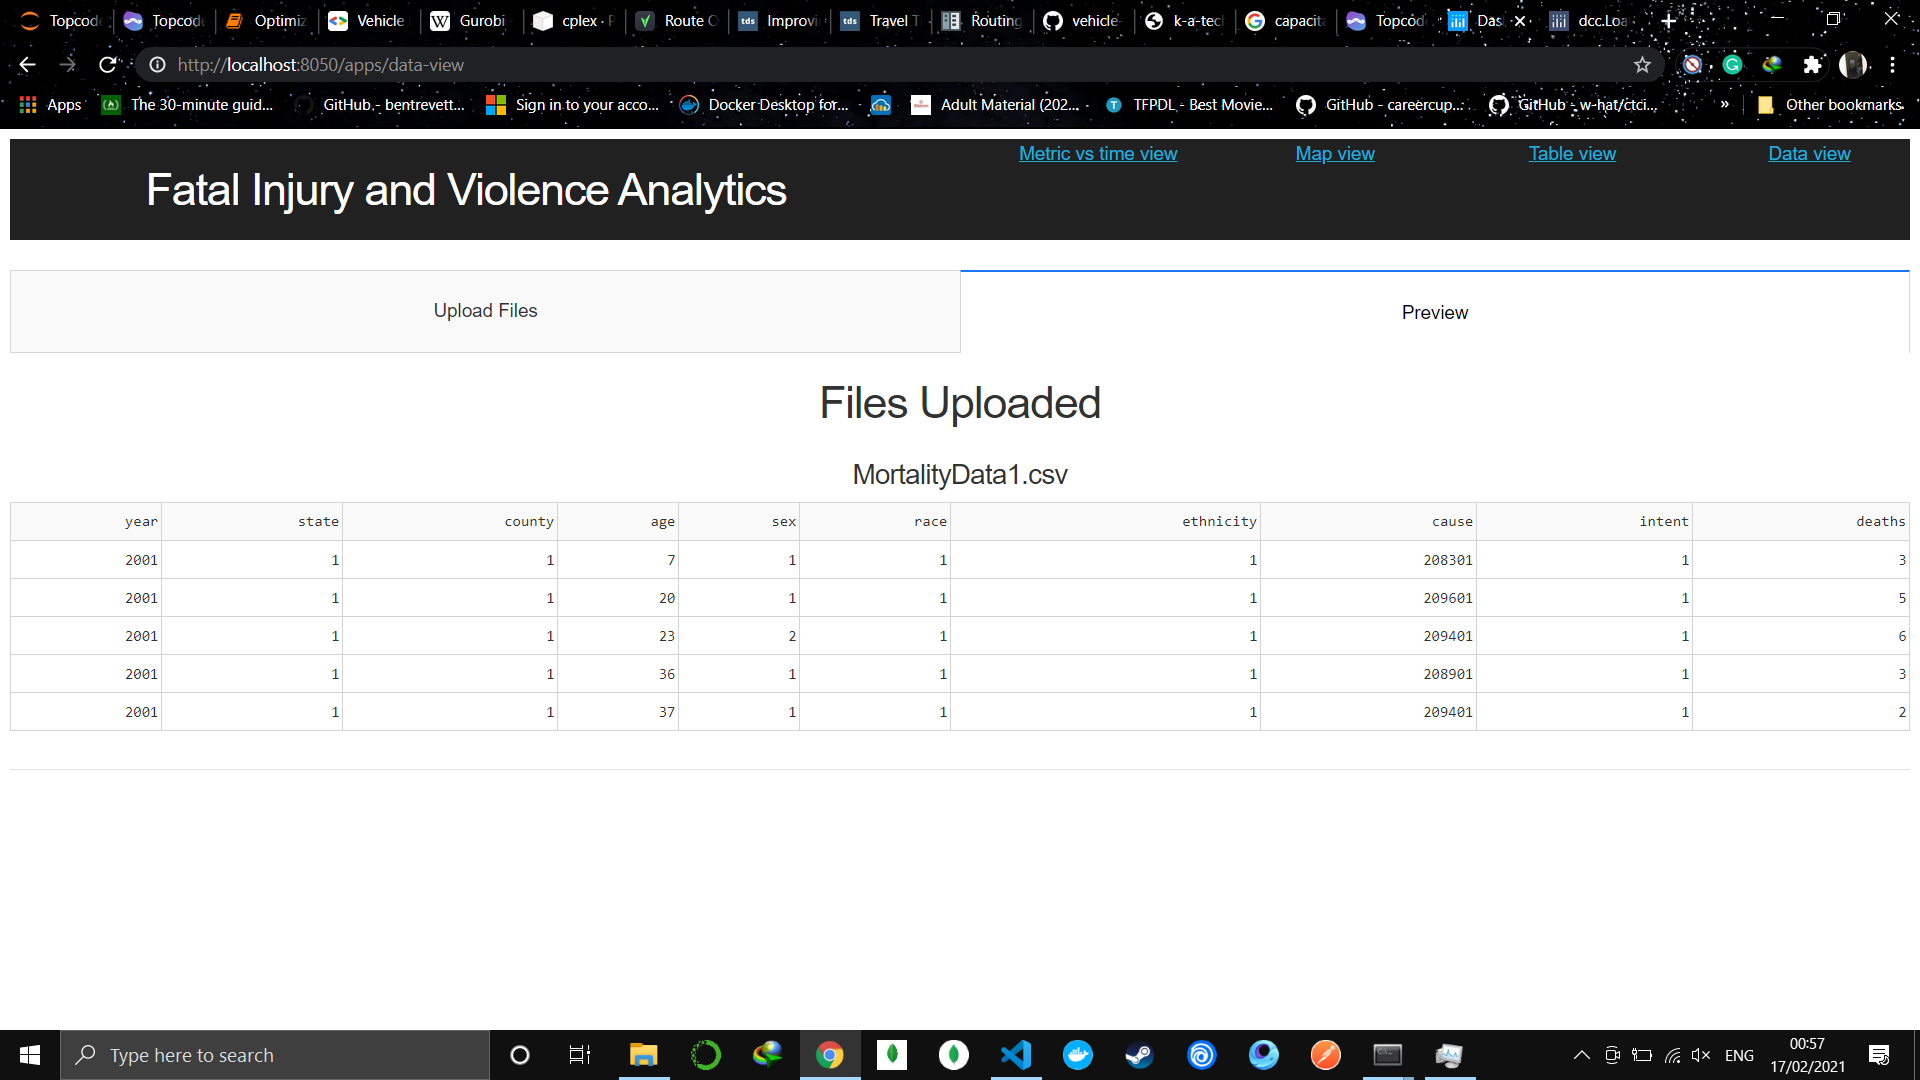 Topcod Topcod Optimiz Vehicle Gurobi cplex · P Route O Improvi Travel T Routing vehicle- k-a-tech capacita Topcod Das dcc.Loa
http://localhost:8050/apps/data-view
Apps The 30-minute guid... GitHub - bentrevett... Sign in to your acco... Docker Desktop for... Adult Material (202... TFPDL - Best Movie... GitHub - careercup... GitHub - w-hat/ctci... » Other bookmarks
Metric vs time view Map view Table view Data view
Fatal Injury and Violence Analytics
Upload Files Preview
Files Uploaded
MortalityData1.csv
year state county age sex race ethnicity cause intent deaths
2001 1 1 7 1 1 1 208301 1 3
2001 1 1 20 1 1 1 209601 1 5
2001 1 1 23 2 1 1 209401 1 6
2001 1 1 36 1 1 1 208901 1 3
2001 1 1 37 1 1 1 209401 1 2
Type here to search
ENG
00:57
17/02/2021